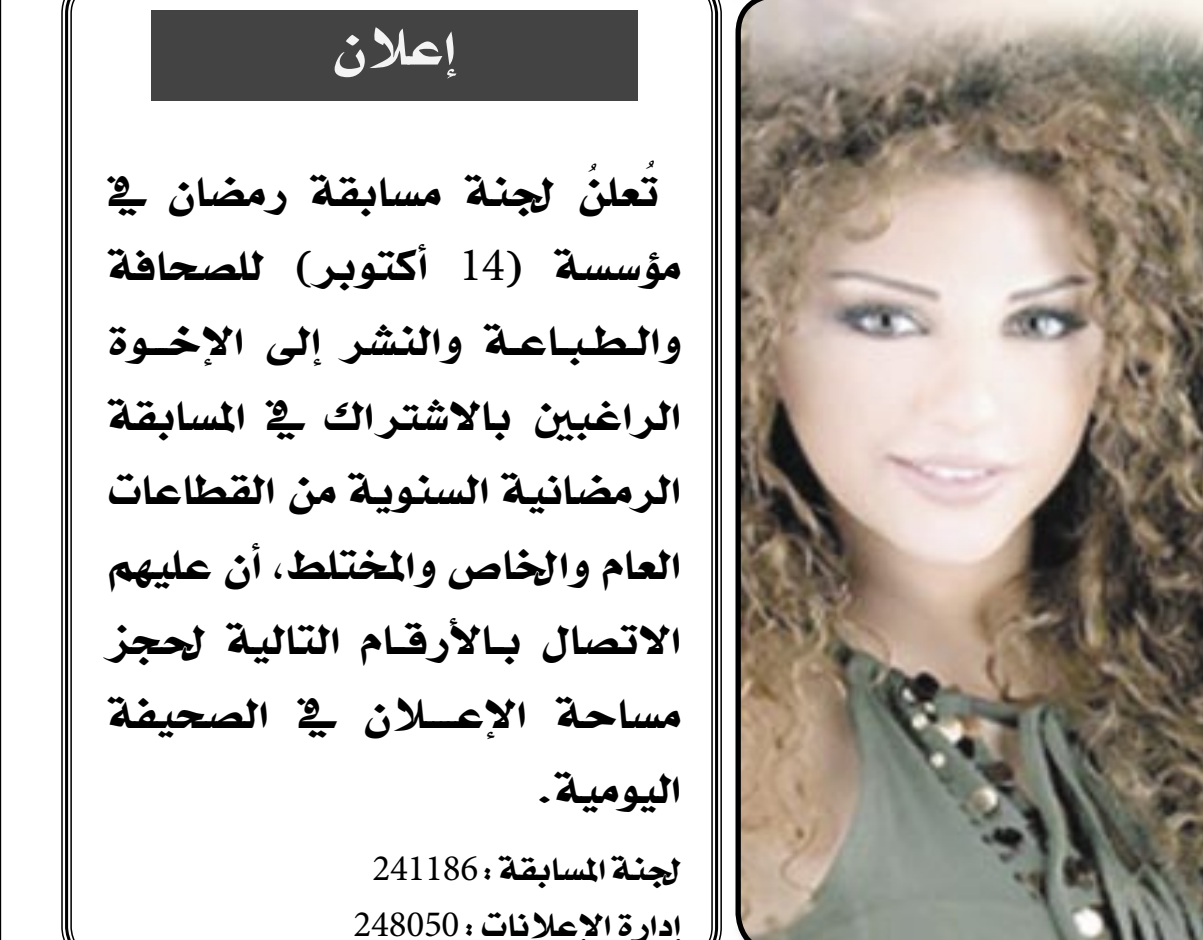 إعلان
تُعلنُ لجنة مسابقة رمضان في
مؤسسة (14 أكتوبر) للصحافة
والطباعة والنشر إلى الإخوة
الراغبين بالاشتراك في المسابقة
الرمضانية السنوية من القطاعات
العام والخاص والمختلط، أن عليهم
الاتصال بالأرقام التالية لحجز
مساحة الإعلان في الصحيفة
اليومية.
لجنة المسابقة : 241186
إدارة الإعلانات : 248050